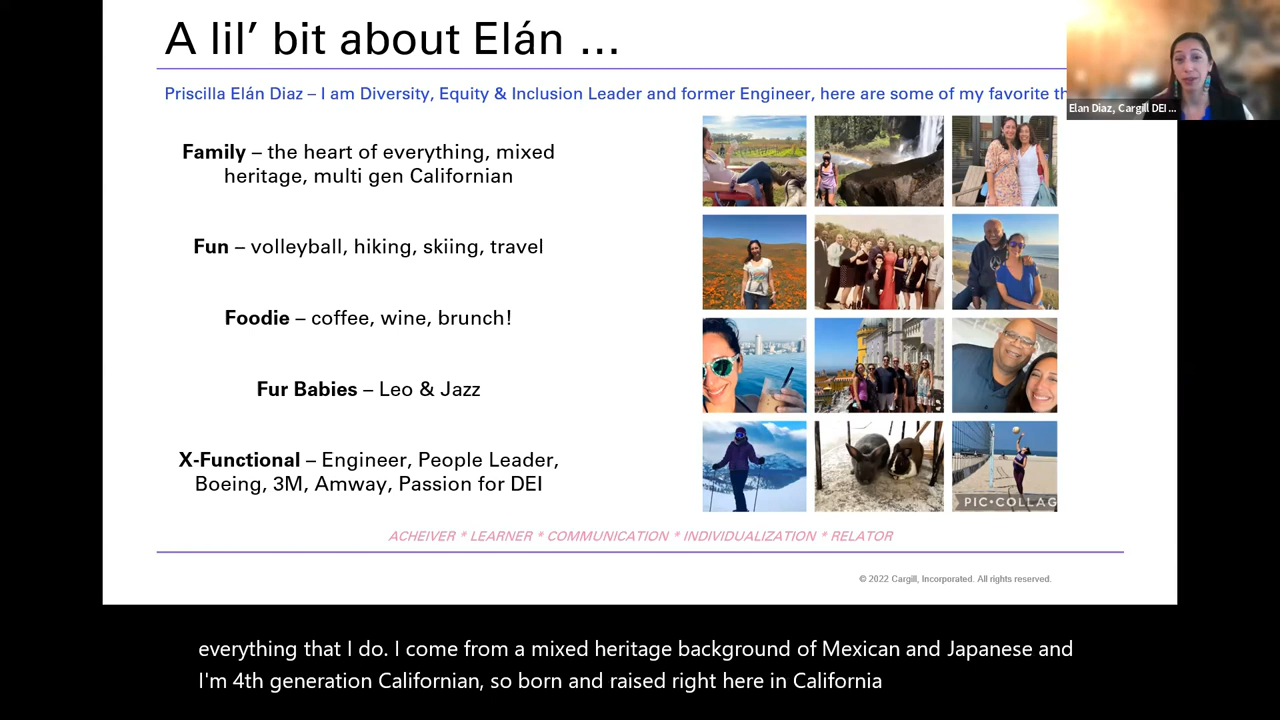 A lil’ bit about Elán ...
Priscilla Elán Diaz – I am Diversity, Equity & Inclusion Leader and former Engineer, here are some of my favorite th
Elan Diaz, Cargill DEI ...
Family – the heart of everything, mixed
heritage, multi gen Californian
Fun – volleyball, hiking, skiing, travel
Foodie – coffee, wine, brunch!
Fur Babies – Leo & Jazz
X-Functional – Engineer, People Leader,
Boeing, 3M, Amway, Passion for DEI
PIC•COLLAG
ACHEIVER * LEARNER * COMMUNICATION * INDIVIDUALIZATION * RELATOR
© 2022 Cargill, Incorporated. All rights reserved.
everything that I do. I come from a mixed heritage background of Mexican and Japanese and
I'm 4th generation Californian, so born and raised right here in California